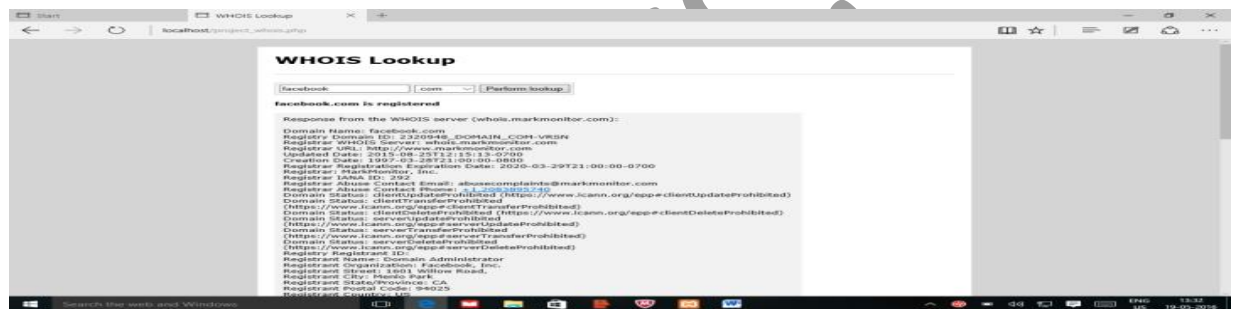 Start
WHOIS Lookup
localhost/project_whois.php
WHOIS Lookup
facebook
.com
Perform lookup
facebook.com is registered
Response from the WHOIS server (whois.markmonitor.com):
Domain Name: facebook.com
Registry Domain ID: 2320948_DOMAIN_COM-VRSN
Registrar WHOIS Server: whois.markmonitor.com
Registrar URL: http://www.markmonitor.com
Updated Date: 2015-08-25T12:15:13-0700
Creation Date: 1997-03-28T21:00:00-0800
Registrar Registration Expiration Date: 2020-03-29T21:00:00-0700
Registrar: MarkMonitor, Inc.
Registrar IANA ID: 292
Registrar Abuse Contact Email: abusecomplaints@markmonitor.com
Registrar Abuse Contact Phone: +1.2083895740
Domain Status: clientUpdateProhibited (https://www.icann.org/epp#clientUpdateProhibited)
Domain Status: clientTransferProhibited
(https://www.icann.org/epp#clientTransferProhibited)
Domain Status: clientDeleteProhibited (https://www.icann.org/epp#clientDeleteProhibited)
Domain Status: serverUpdateProhibited
(https://www.icann.org/epp#serverUpdateProhibited)
Domain Status: serverTransferProhibited
(https://www.icann.org/epp#serverTransferProhibited)
Domain Status: serverDeleteProhibited
(https://www.icann.org/epp#serverDeleteProhibited)
Registry Registrant ID:
Registrant Name: Domain Administrator
Registrant Organization: Facebook, Inc.
Registrant Street: 1601 Willow Road,
Registrant City: Menlo Park
Registrant State/Province: CA
Registrant Postal Code: 94025
Registrant Country: US
Search the web and Windows
ENG
US
13:32
19-05-2016